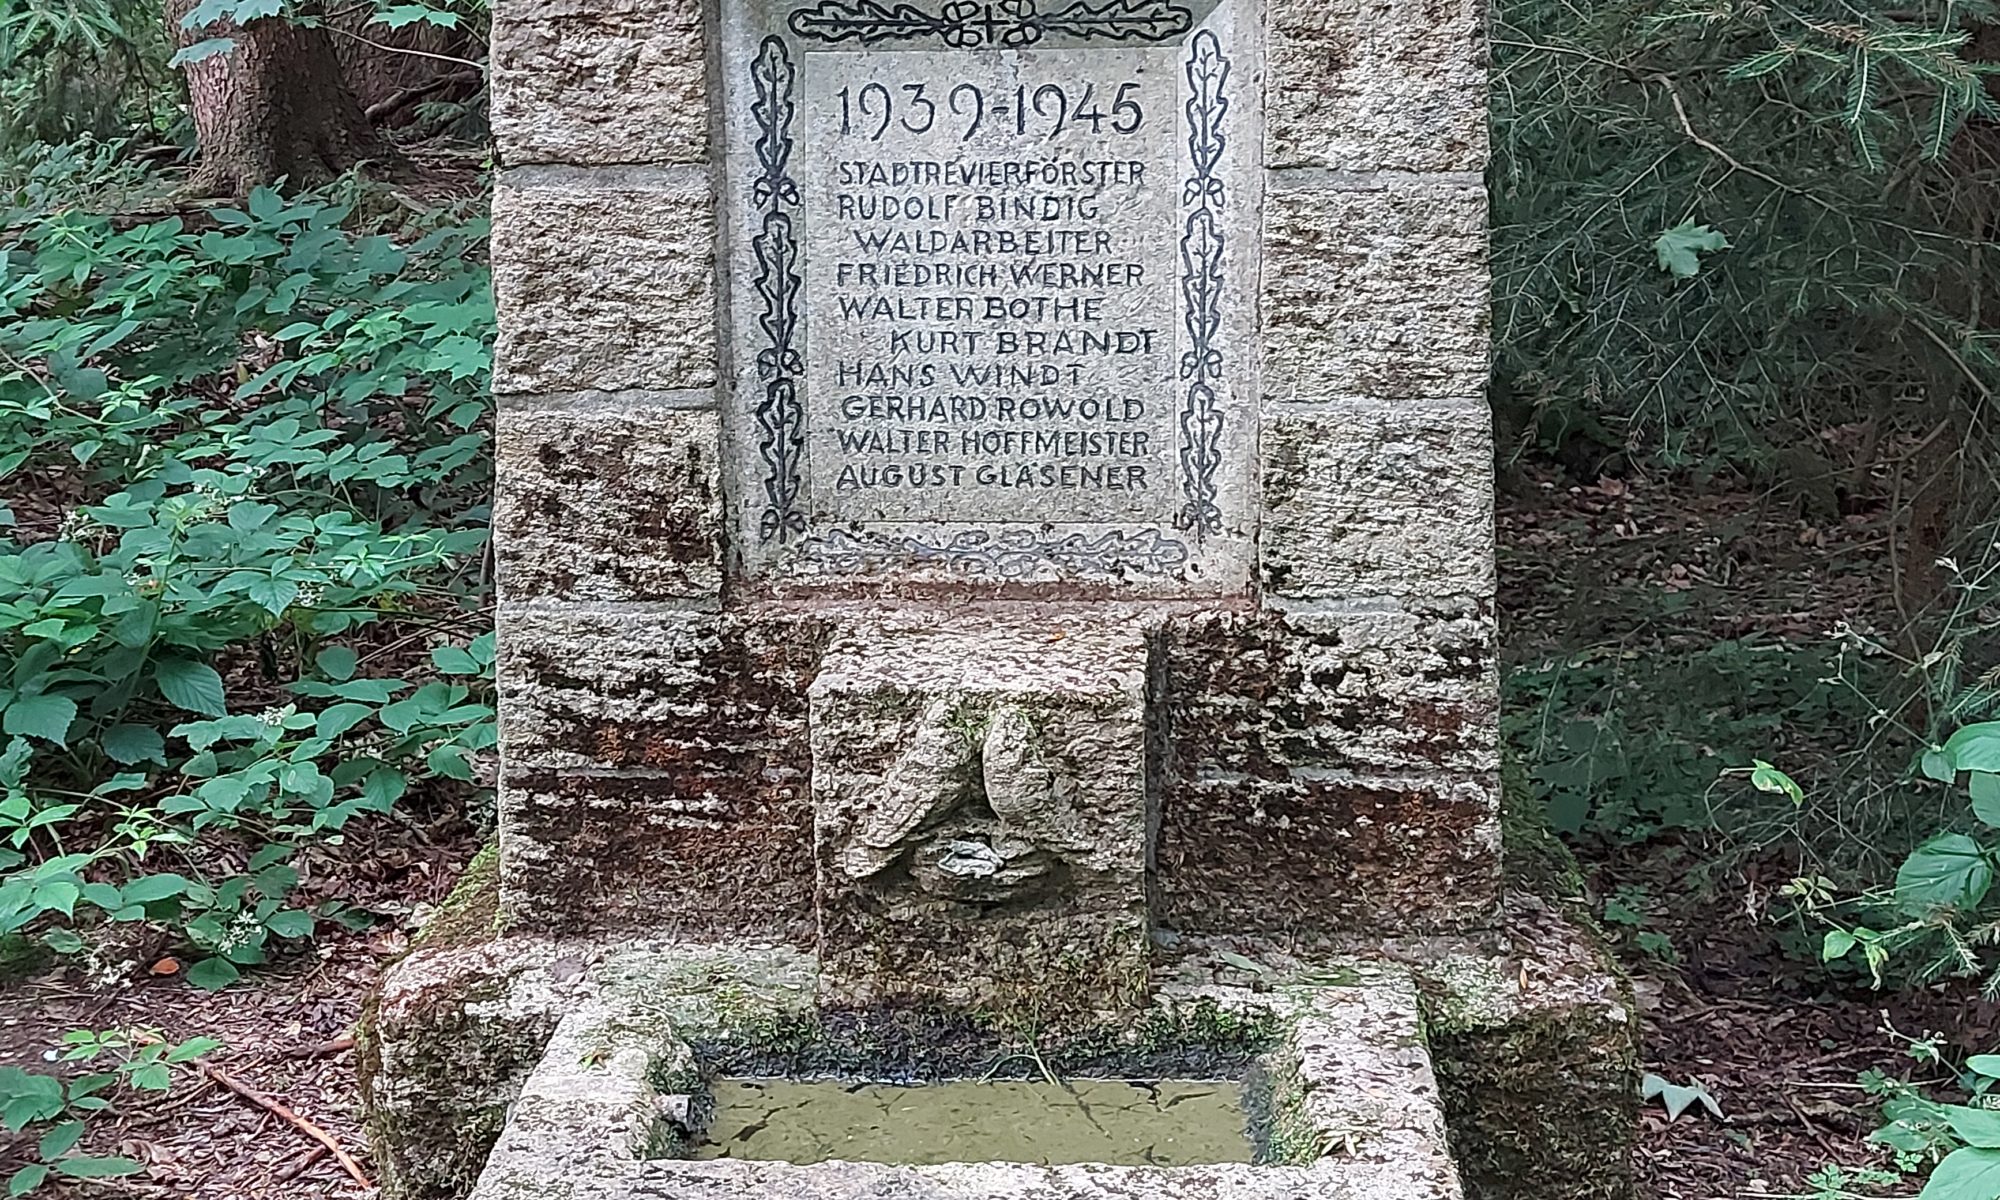 1939-1945
STADTREVIERFÖRSTER
RUDOLF BINDIG
WALDARBEITER
FRIEDRICH WERNER
WALTER BOTHE
KURT BRANDT
HANS WINDT
GERHARD ROWOLD
WALTER HOFFMEISTER
AUGUST GLÄSENER